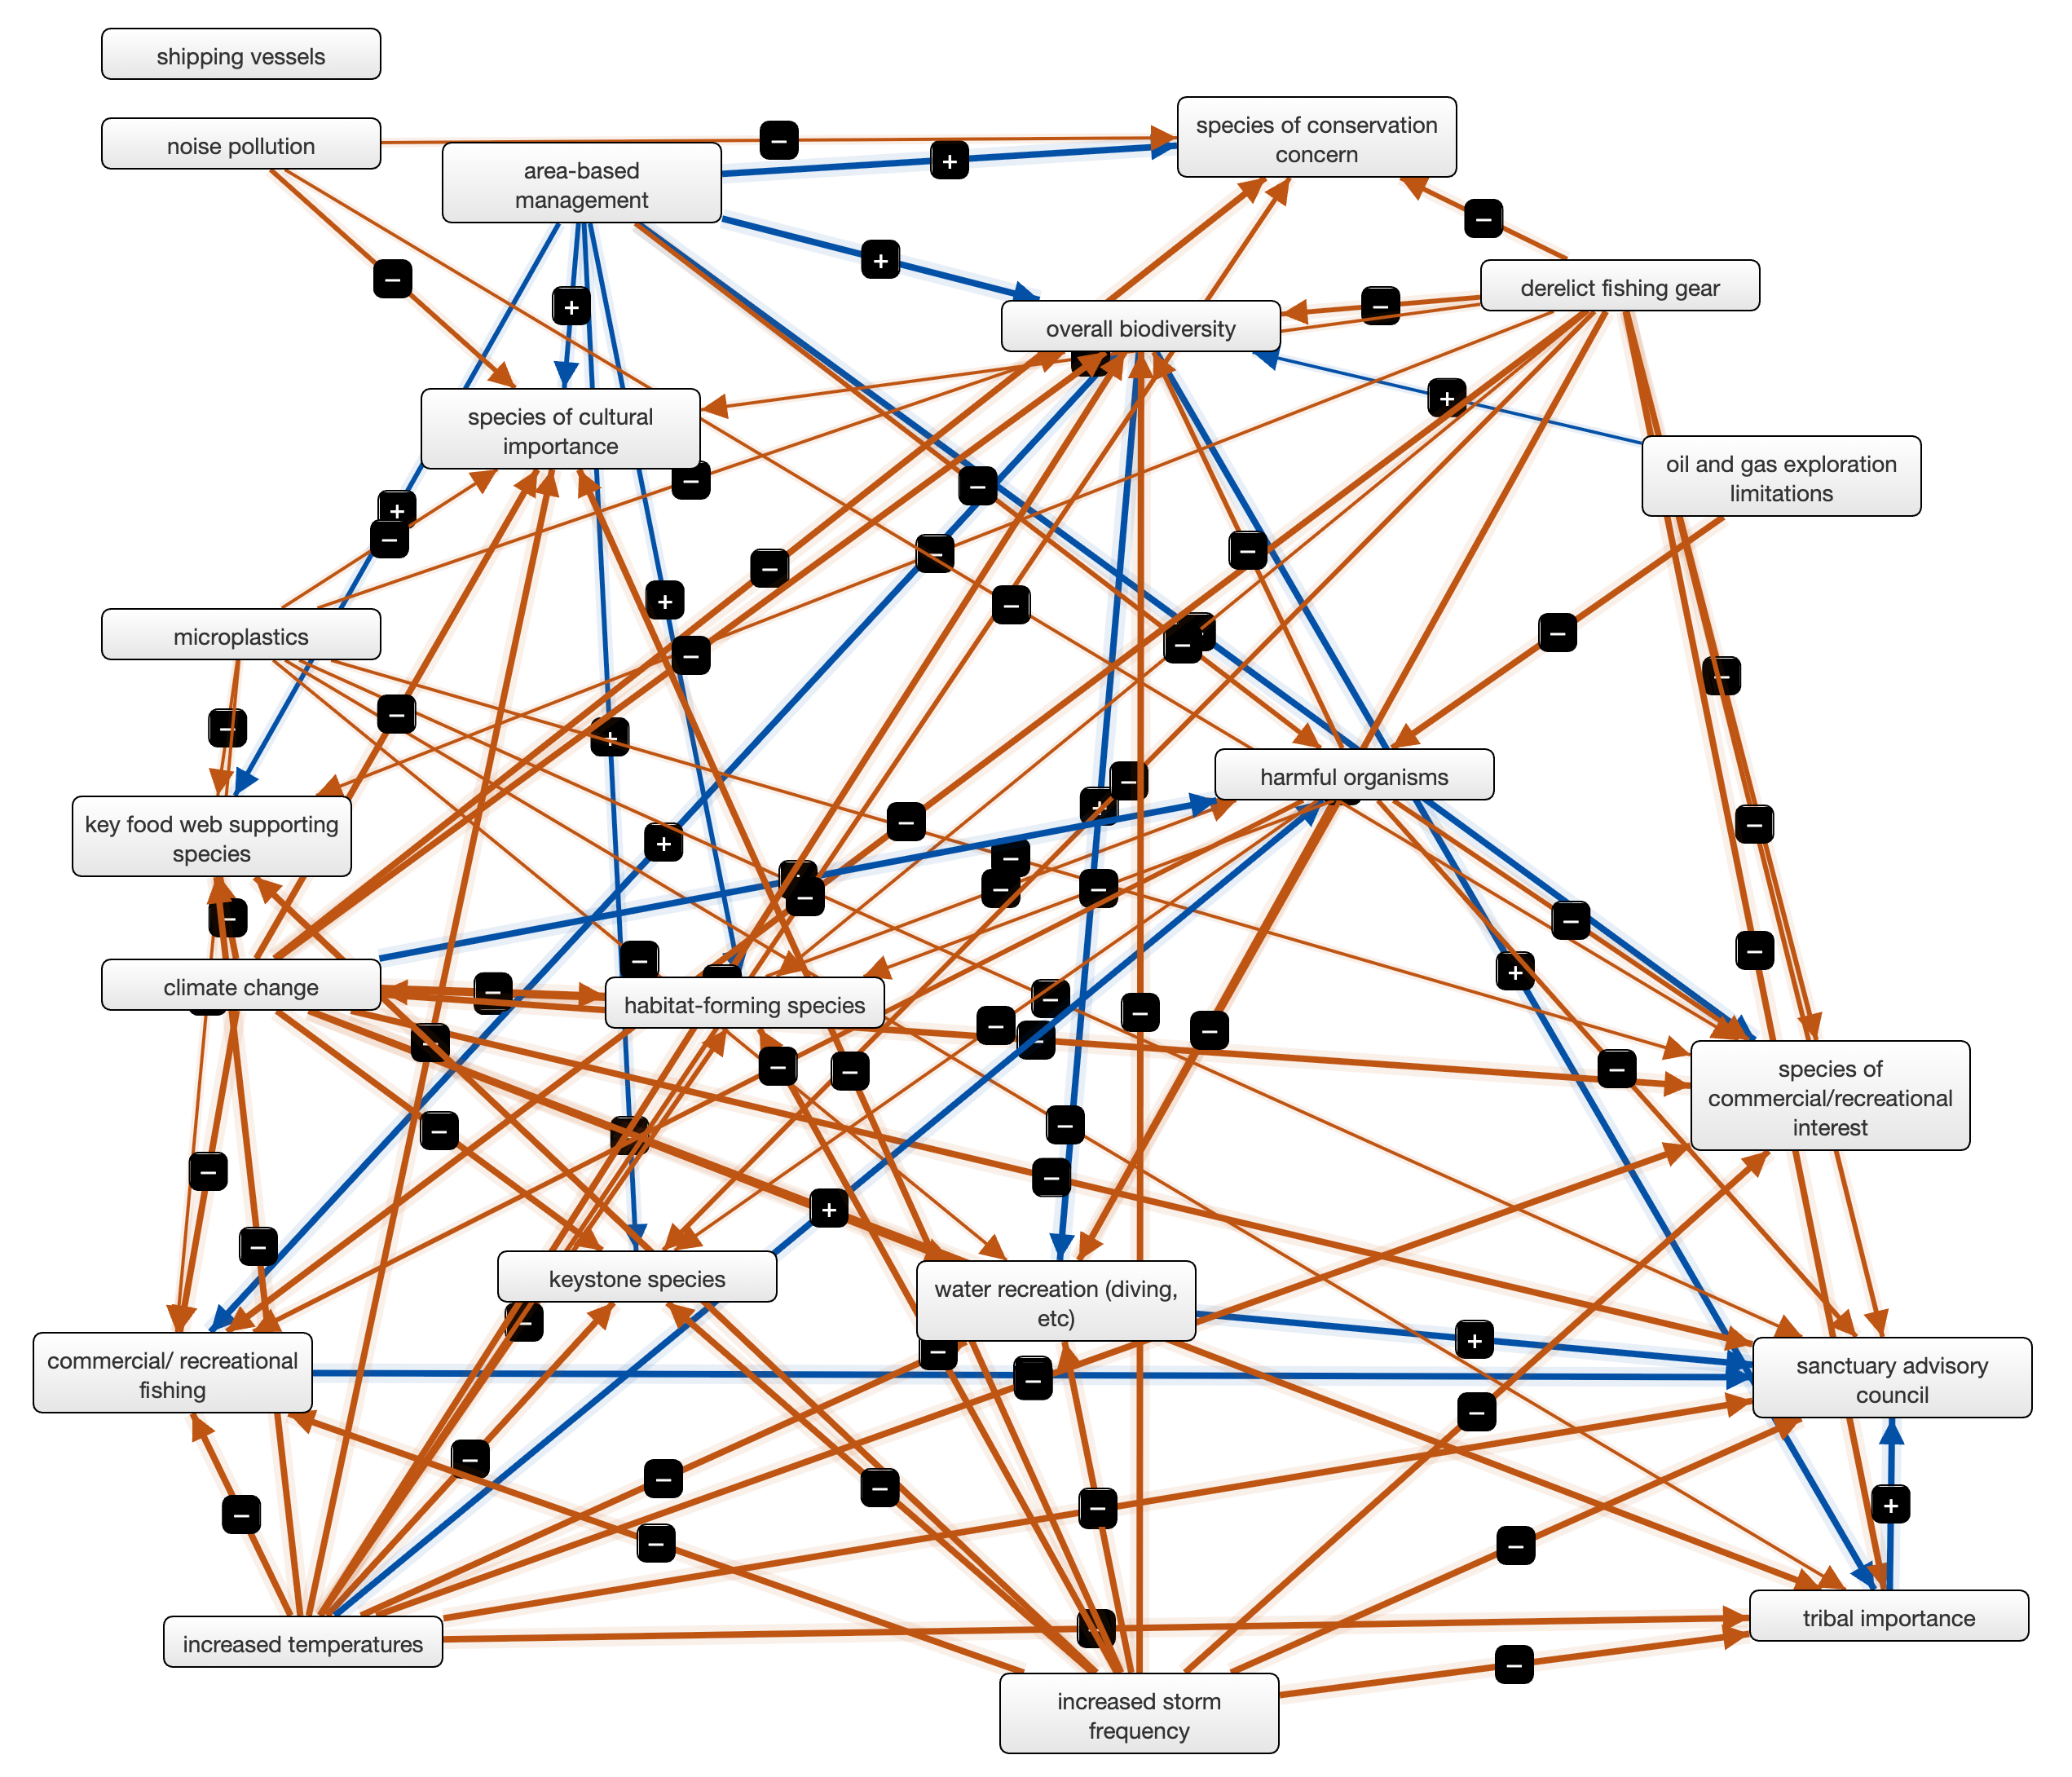 shipping vessels
noise pollution
area-based
management
species of conservation
concern
derelict fishing gear
overall biodiversity
species of cultural
importance
oil and gas exploration
limitations
microplastics
harmful organisms
key food web supporting
species
climate change
habitat-forming species
species of
commercial/recreational
interest
keystone species
water recreation (diving,
etc)
commercial/ recreational
fishing
sanctuary advisory
council
tribal importance
increased temperatures
increased storm
frequency